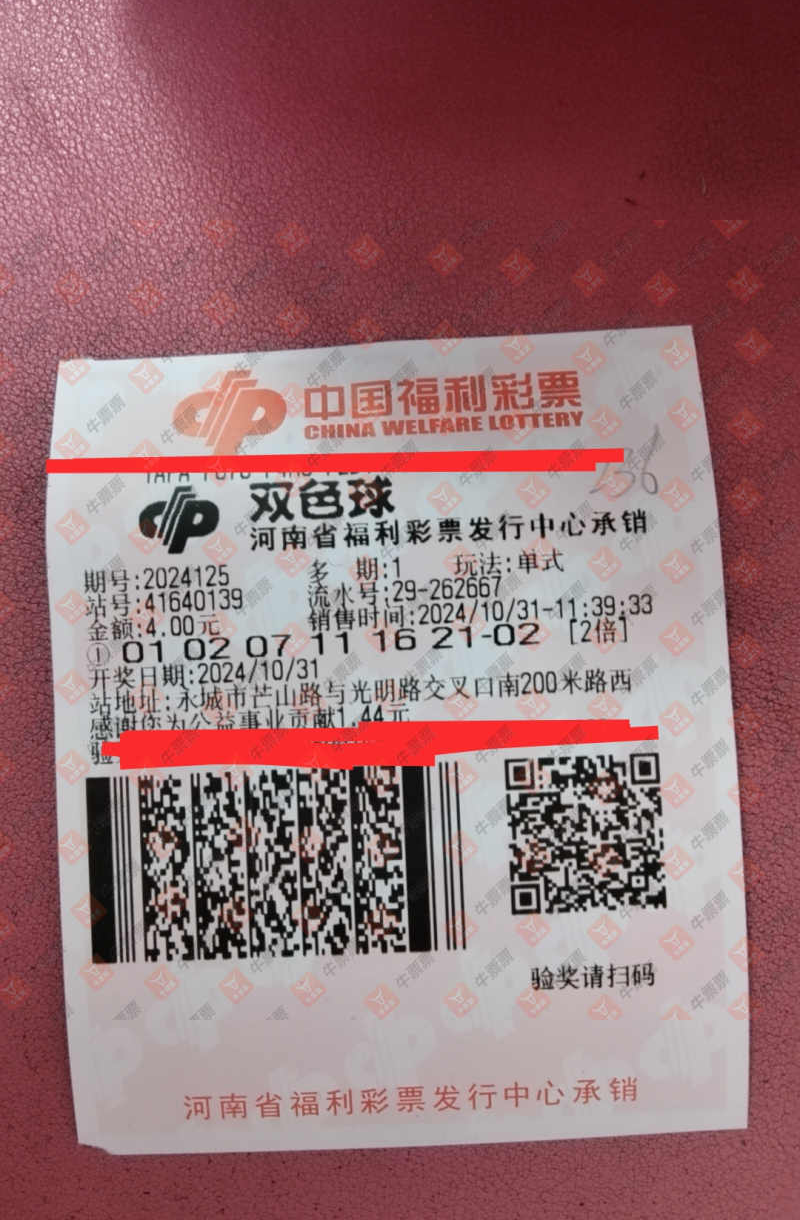 中国福利彩票
CHINA WELFARE LOTTERY
双色球
河南省福利彩票发行中心承销
期号:2024125 多 期:1 玩法:单式
站号:41640139 流水号:29-262667
金额:4.00元 销售时间:2024/10/31-11:39:33
① 01 02 07 11 16 21-02 [2倍]
开奖日期:2024/10/31
站地址:永城市芒山路与光明路交叉口南200米路西
感谢您为公益事业贡献1.44元
验
验奖请扫码
河南省福利彩票发行中心承销
牛票票